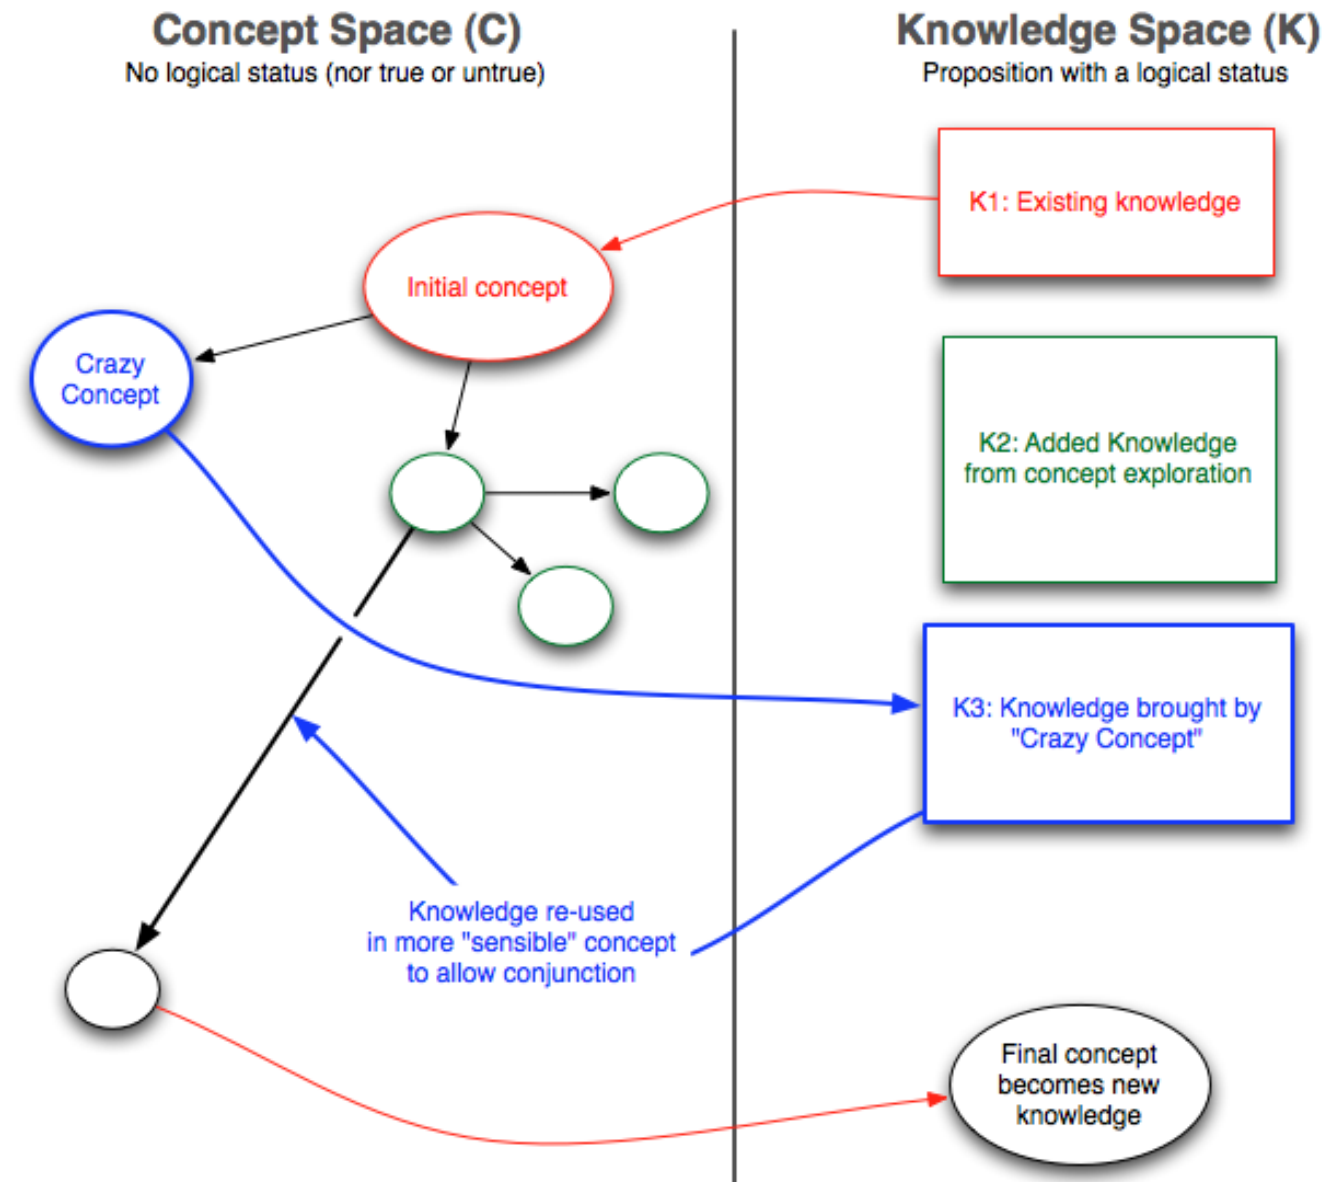 Concept Space (C)
No logical status (nor true or untrue)
Knowledge Space (K)
Proposition with a logical status
K1: Existing knowledge
Initial concept
Crazy
Concept
K2: Added Knowledge
from concept exploration
K3: Knowledge brought by
"Crazy Concept"
Knowledge re-used
in more "sensible" concept
to allow conjunction
Final concept
becomes new
knowledge